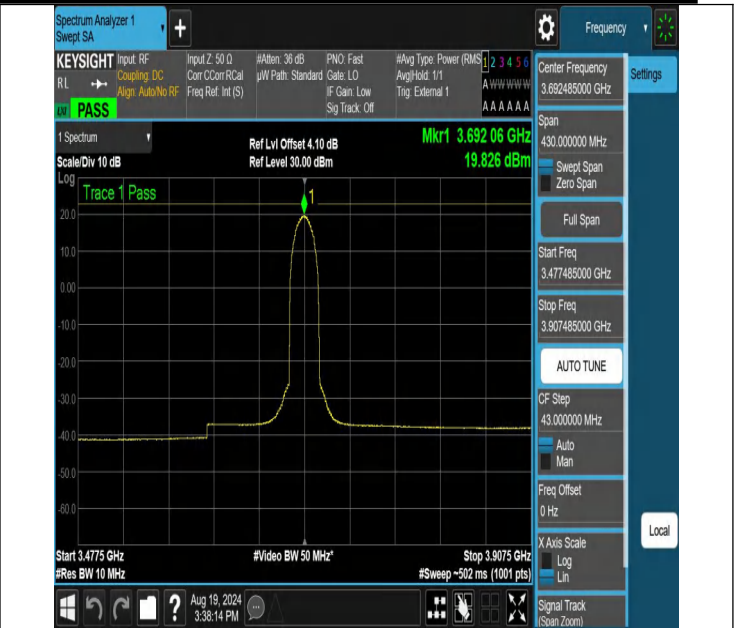 Spectrum Analyzer 1
Swept SA
+
Frequency
KEYSIGHT
RL
PASS
Input: RF
Coupling: DC
Align: Auto/No RF
Input Z: 50 Ω
Corr CCorr RCal
Freq Ref: Int (S)
#Atten: 36 dB
µW Path: Standard
PNO: Fast
Gate: LO
IF Gain: Low
Sig Track: Off
#Avg Type: Power (RMS
Avg|Hold: 1/1
Trig: External 1
1 2 3 4 5 6
A W W W W W
A A A A A A
Center Frequency
3.692485000 GHz
Settings
Span
430.000000 MHz
Swept Span
Zero Span
Full Span
Start Freq
3.477485000 GHz
Stop Freq
3.907485000 GHz
AUTO TUNE
CF Step
43.000000 MHz
Auto
Man
Freq Offset
0 Hz
X Axis Scale
Log
Lin
Signal Track
(Span Zoom)
Local
1 Spectrum
Scale/Div 10 dB
Ref Lvl Offset 4.10 dB
Ref Level 30.00 dBm
Mkr1 3.692 06 GHz
19.826 dBm
Log
Trace 1 Pass
1
20.0
10.0
0.00
-10.0
-20.0
-30.0
-40.0
-50.0
-60.0
Start 3.4775 GHz
#Res BW 10 MHz
#Video BW 50 MHz*
Stop 3.9075 GHz
#Sweep ~502 ms (1001 pts)
?
Aug 19, 2024
3:38:14 PM